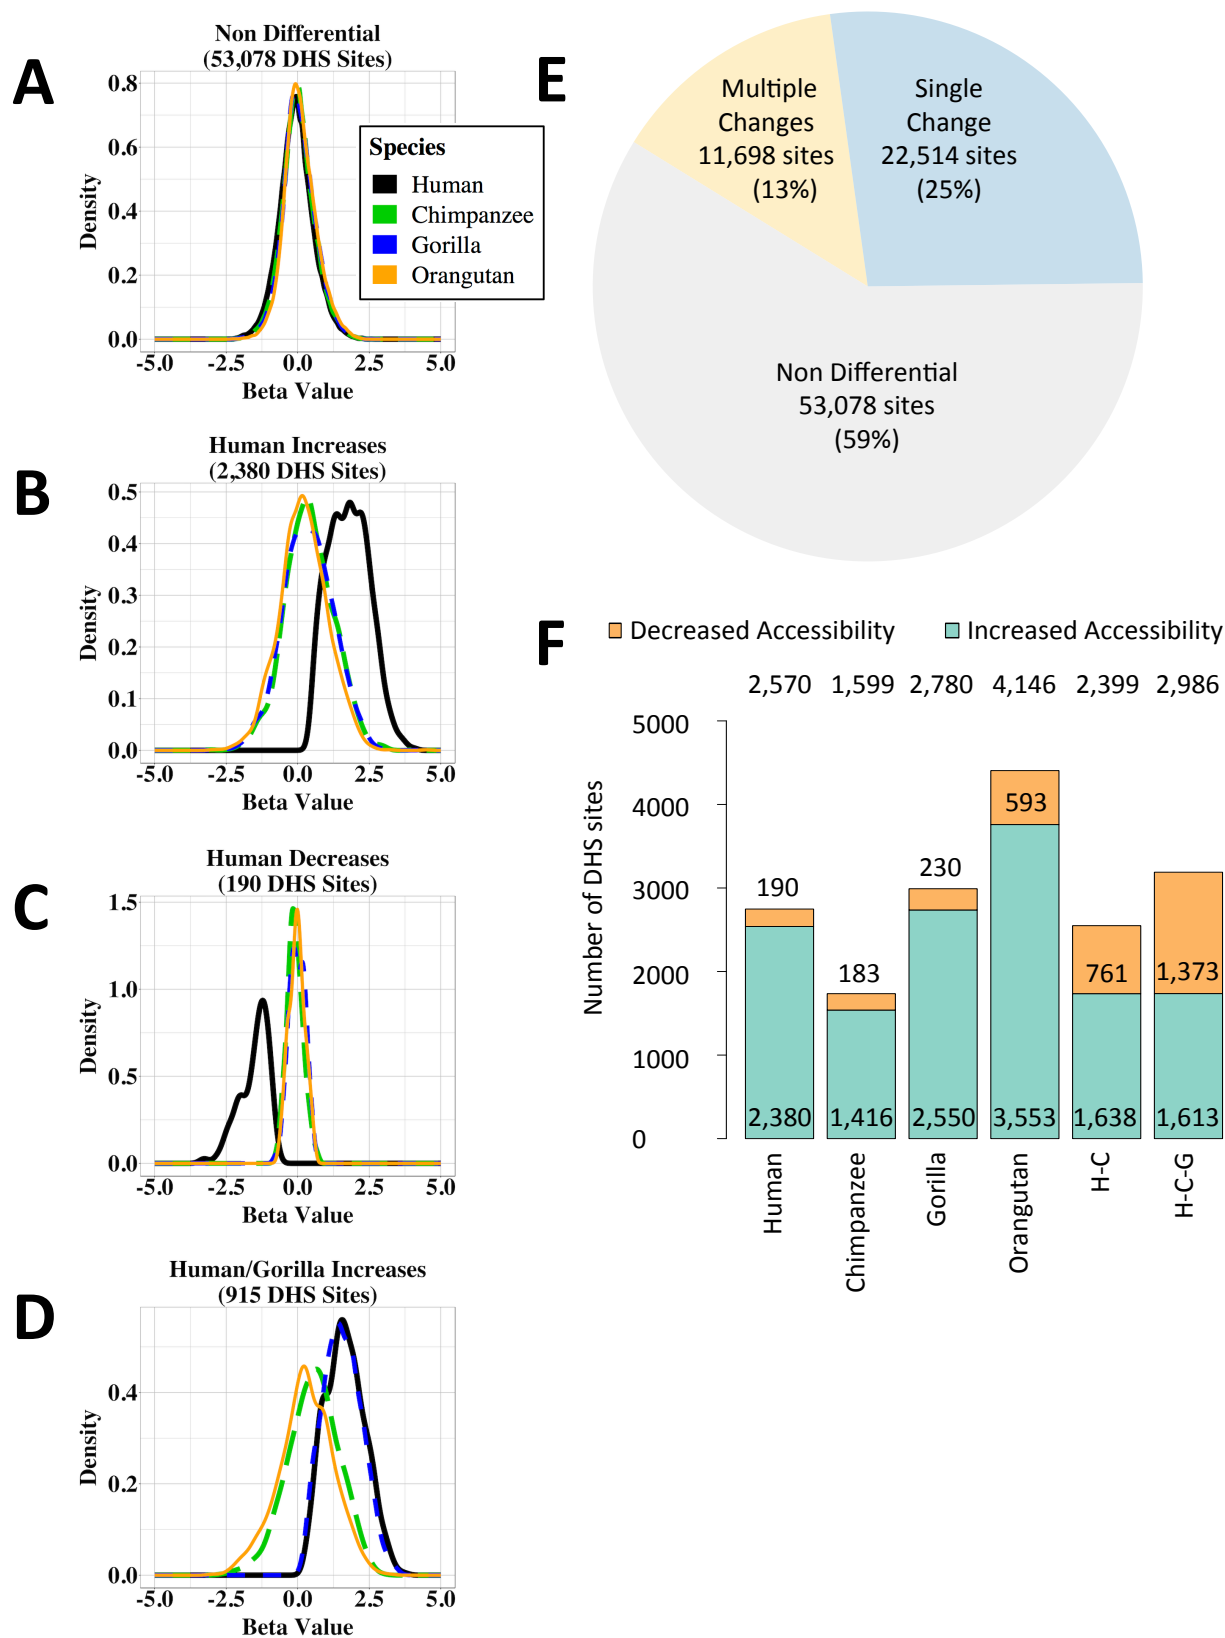 A
Non Differential
(53,078 DHS Sites)
0.8
0.6
0.4
0.2
0.0
Density
-5.0 -2.5 0.0 2.5 5.0
Beta Value
Species
Human
Chimpanzee
Gorilla
Orangutan
B
Human Increases
(2,380 DHS Sites)
0.5
0.4
0.3
0.2
0.1
0.0
Density
-5.0 -2.5 0.0 2.5 5.0
Beta Value
C
Human Decreases
(190 DHS Sites)
1.5
1.0
0.5
0.0
Density
-5.0 -2.5 0.0 2.5 5.0
Beta Value
D
Human/Gorilla Increases
(915 DHS Sites)
0.4
0.2
0.0
Density
-5.0 -2.5 0.0 2.5 5.0
Beta Value
E
Multiple
Changes
11,698 sites
(13%)
Single
Change
22,514 sites
(25%)
Non Differential
53,078 sites
(59%)
F
Decreased Accessibility Increased Accessibility
2,570 1,599 2,780 4,146 2,399 2,986
5000
4000
3000
2000
1000
0
Number of DHS sites
190 183 230 593 761 1,373
2,380 1,416 2,550 3,553 1,638 1,613
Human
Chimpanzee
Gorilla
Orangutan
H-C
H-C-G